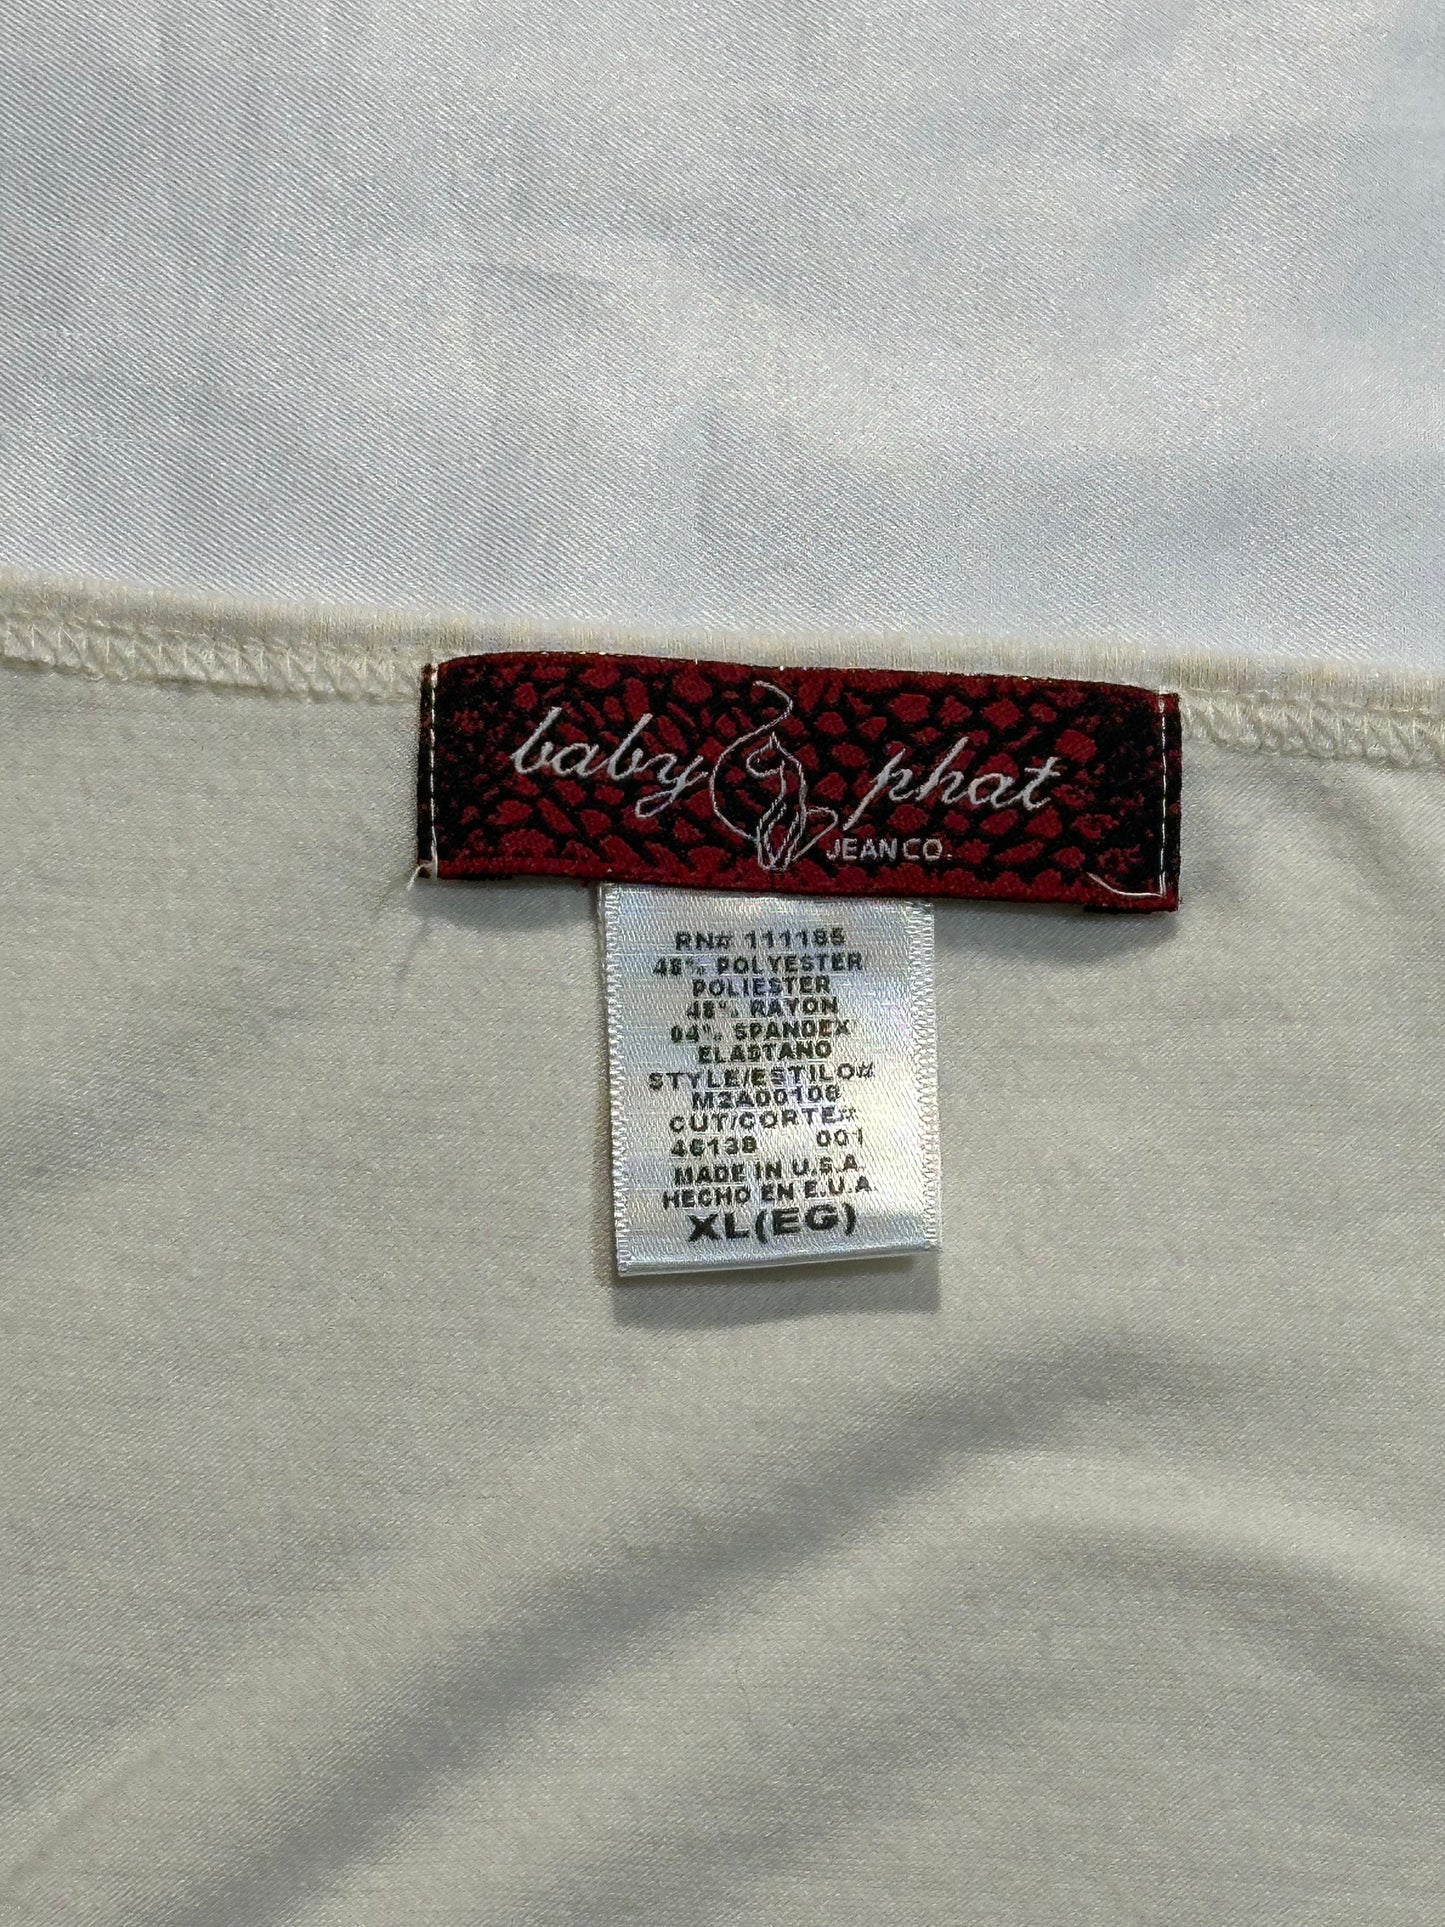 baby phat
JEAN CO.
RN# 111185
48% POLYESTER
POLIESTER
48% RAYON
04% SPANDEX
ELASTANO
STYLE/ESTILO#
M2A00108
CUT/CORTE#
46138 001
MADE IN U.S.A
HECHO EN E.U.A.
XL(EG)